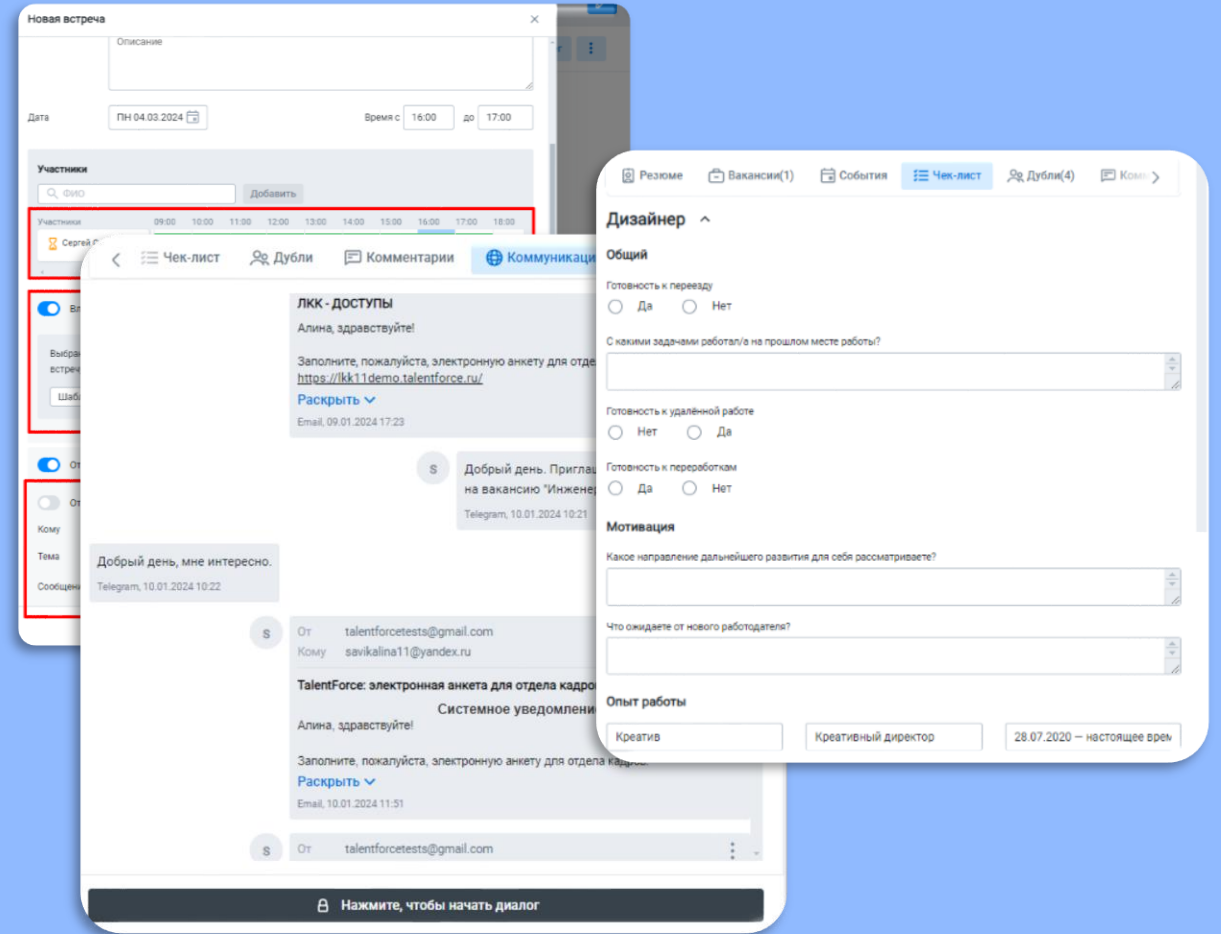 Новая встреча
Описание
Дата
ПН 04.03.2024
Время с
16:00
до
17:00
Участники
ФИО
Добавить
Участники
09:00 10:00 11:00 12:00 13:00 14:00 15:00 16:00 17:00 18:00
Сергей
Кому
Тема
Чек-лист
Дубли
Комментарии
ЛКК - ДОСТУПЫ
Алина, здравствуйте!
Заполните, пожалуйста, электронную анкету для
https://lkk11demo.talentforce.ru/
Раскрыть
Email, 09.01.2024 17:23
S
Добрый день.
на вакансию
Telegram, 10.01.2024 10:21
Добрый день, мне интересно.
Telegram, 10.01.2024 10:22
S
От talentforcetests@gmail.com
Кому savikalina11@yandex.ru
TalentForce: электронная анкета для отдела
Системное
Алина, здравствуйте!
Заполните, пожалуйста, электронную анкету для отдела кадров.
Раскрыть
Email, 10.01.2024 11:51
S
От talentforcetests@gmail.com
Нажмите, чтобы начать диалог
Резюме
Вакансии(1)
События
Чек-лист
Дубли(4)
Дизайнер
Общий
Готовность к переезду
Да Нет
С какими задачами работал/а на прошлом месте работы?
Готовность к удалённой работе
Нет Да
Готовность к переработкам
Да Нет
Мотивация
Какое направление дальнейшего развития для себя рассматриваете?
Что ожидаете от нового работодателя?
Опыт работы
Креатив
Креативный директор
28.07.2020 — настоящее